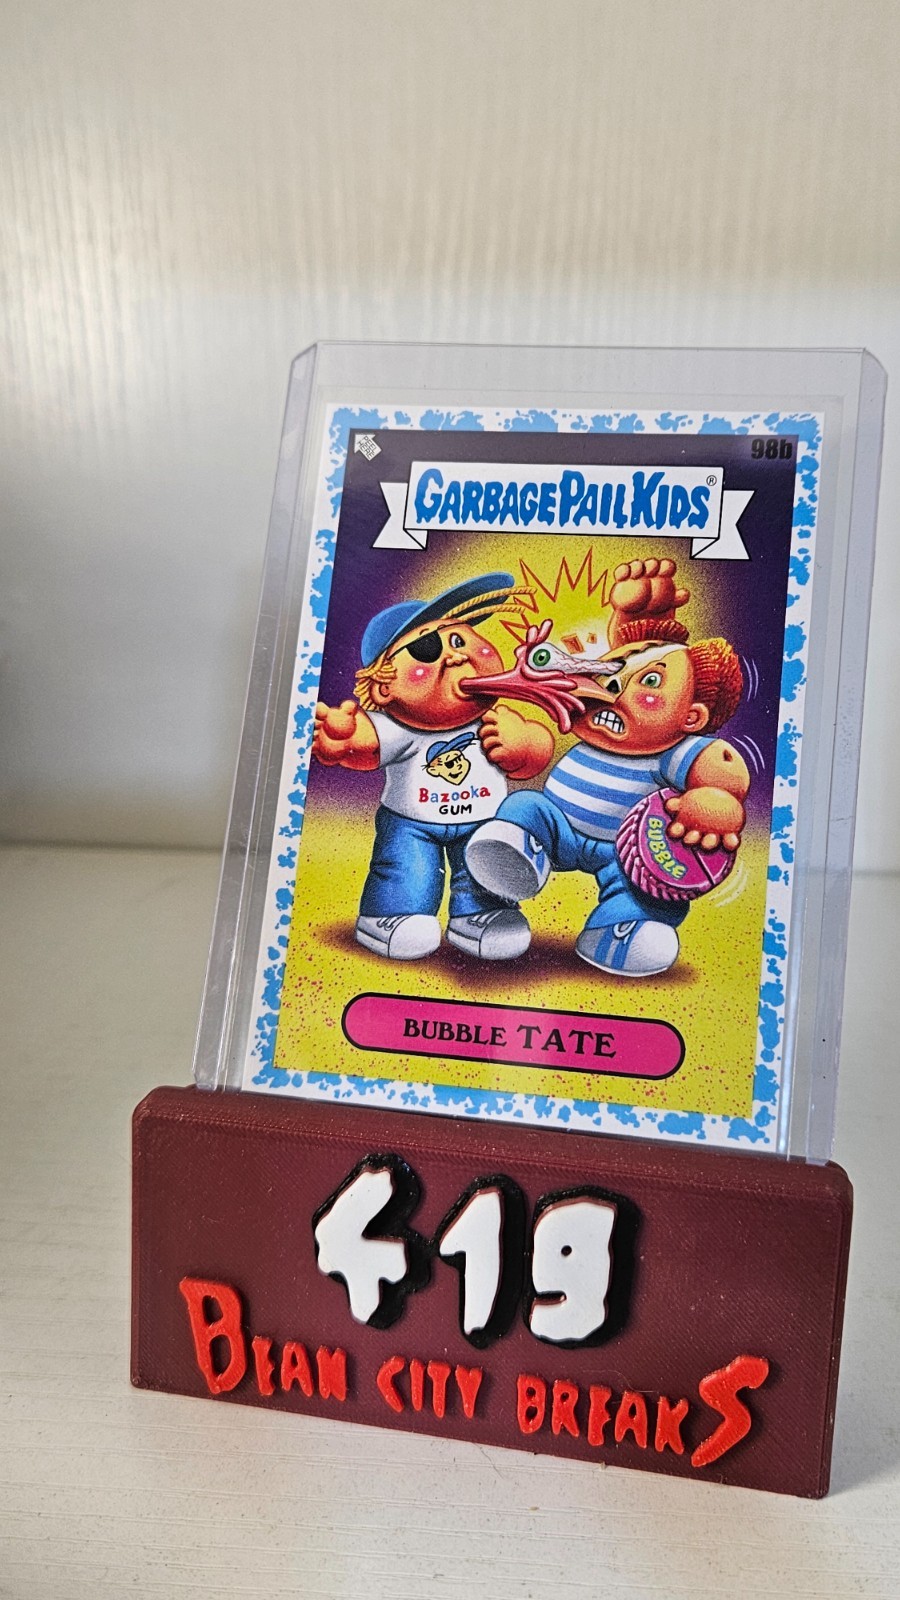 98b
GARBAGE PAIL KIDS®
Bazooka
GUM
BUBBLE
BUBBLE TATE
419
BEAN CITY BREAKS